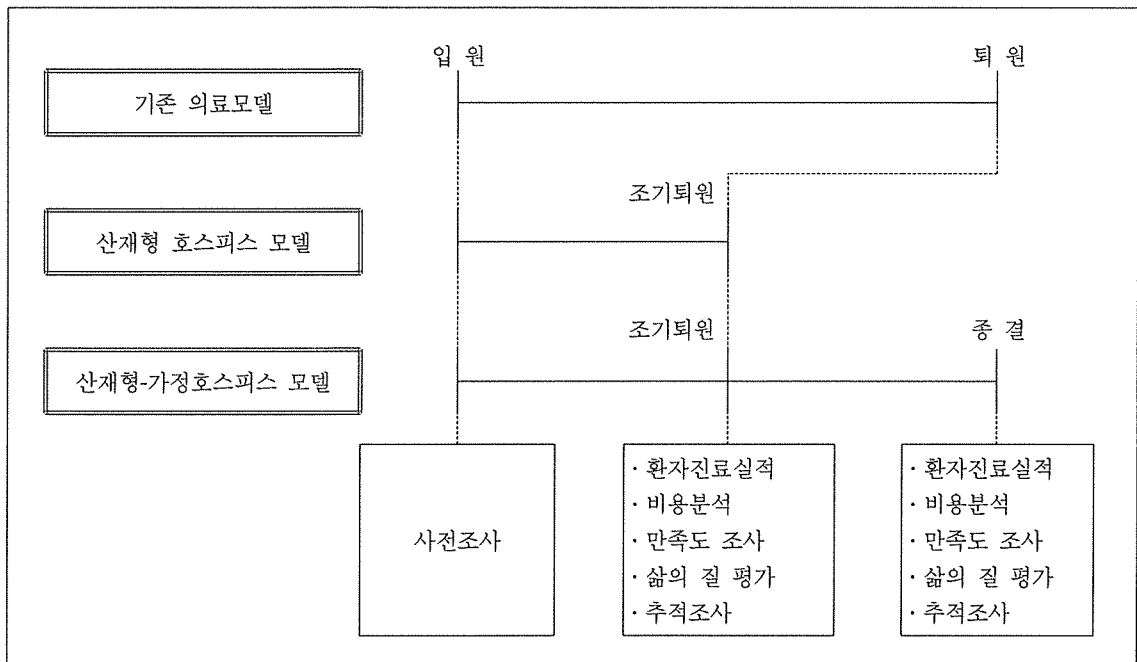 입 원
퇴 원
기존 의료모델
조기퇴원
산재형 호스피스 모델
조기퇴원
종 결
산재형-가정호스피스 모델
사전조사
· 환자진료실적
· 비용분석
· 만족도 조사
· 삶의 질 평가
· 추적조사
· 환자진료실적
· 비용분석
· 만족도 조사
· 삶의 질 평가
· 추적조사